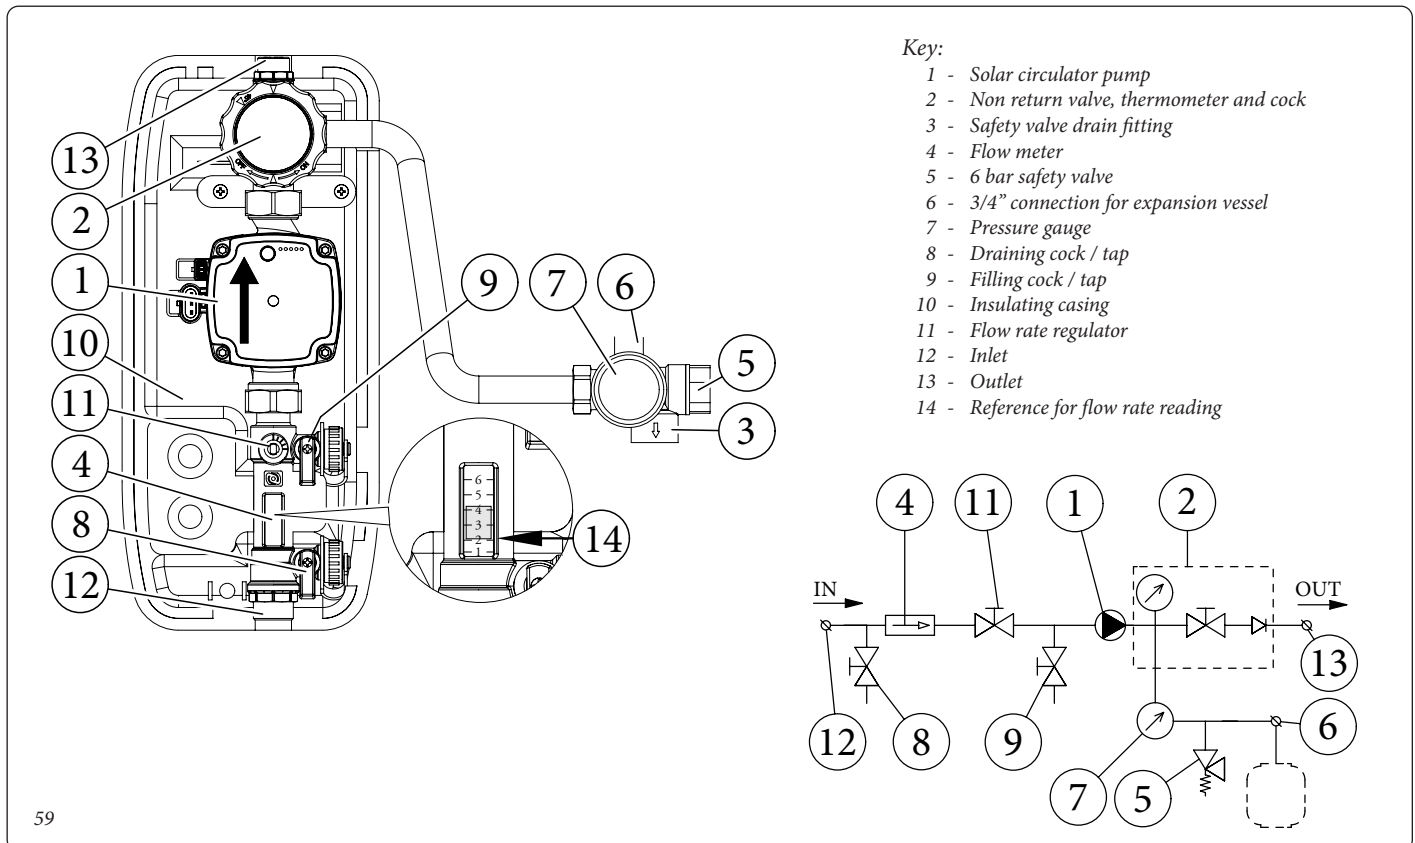 Key:
1 - Solar circulator pump
2 - Non return valve, thermometer and cock
3 - Safety valve drain fitting
4 - Flow meter
5 - 6 bar safety valve
6 - 3/4” connection for expansion vessel
7 - Pressure gauge
8 - Draining cock / tap
9 - Filling cock / tap
10 - Insulating casing
11 - Flow rate regulator
12 - Inlet
13 - Outlet
14 - Reference for flow rate reading
13
2
1
10
11
4
8
12
9
7
6
5
3
OFF
ON
6
5
4
3
2
1
14
4
11
1
2
IN
OUT
13
12
8
9
7
5
6
59